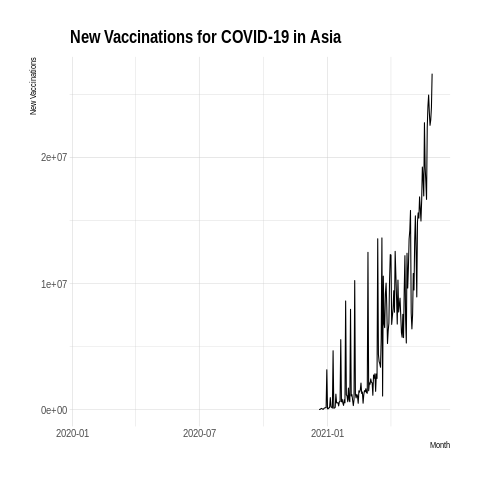 New Vaccinations for COVID-19 in Asia
New Vaccinations
2e+07
1e+07
0e+00
2020-01
2020-07
2021-01
Month